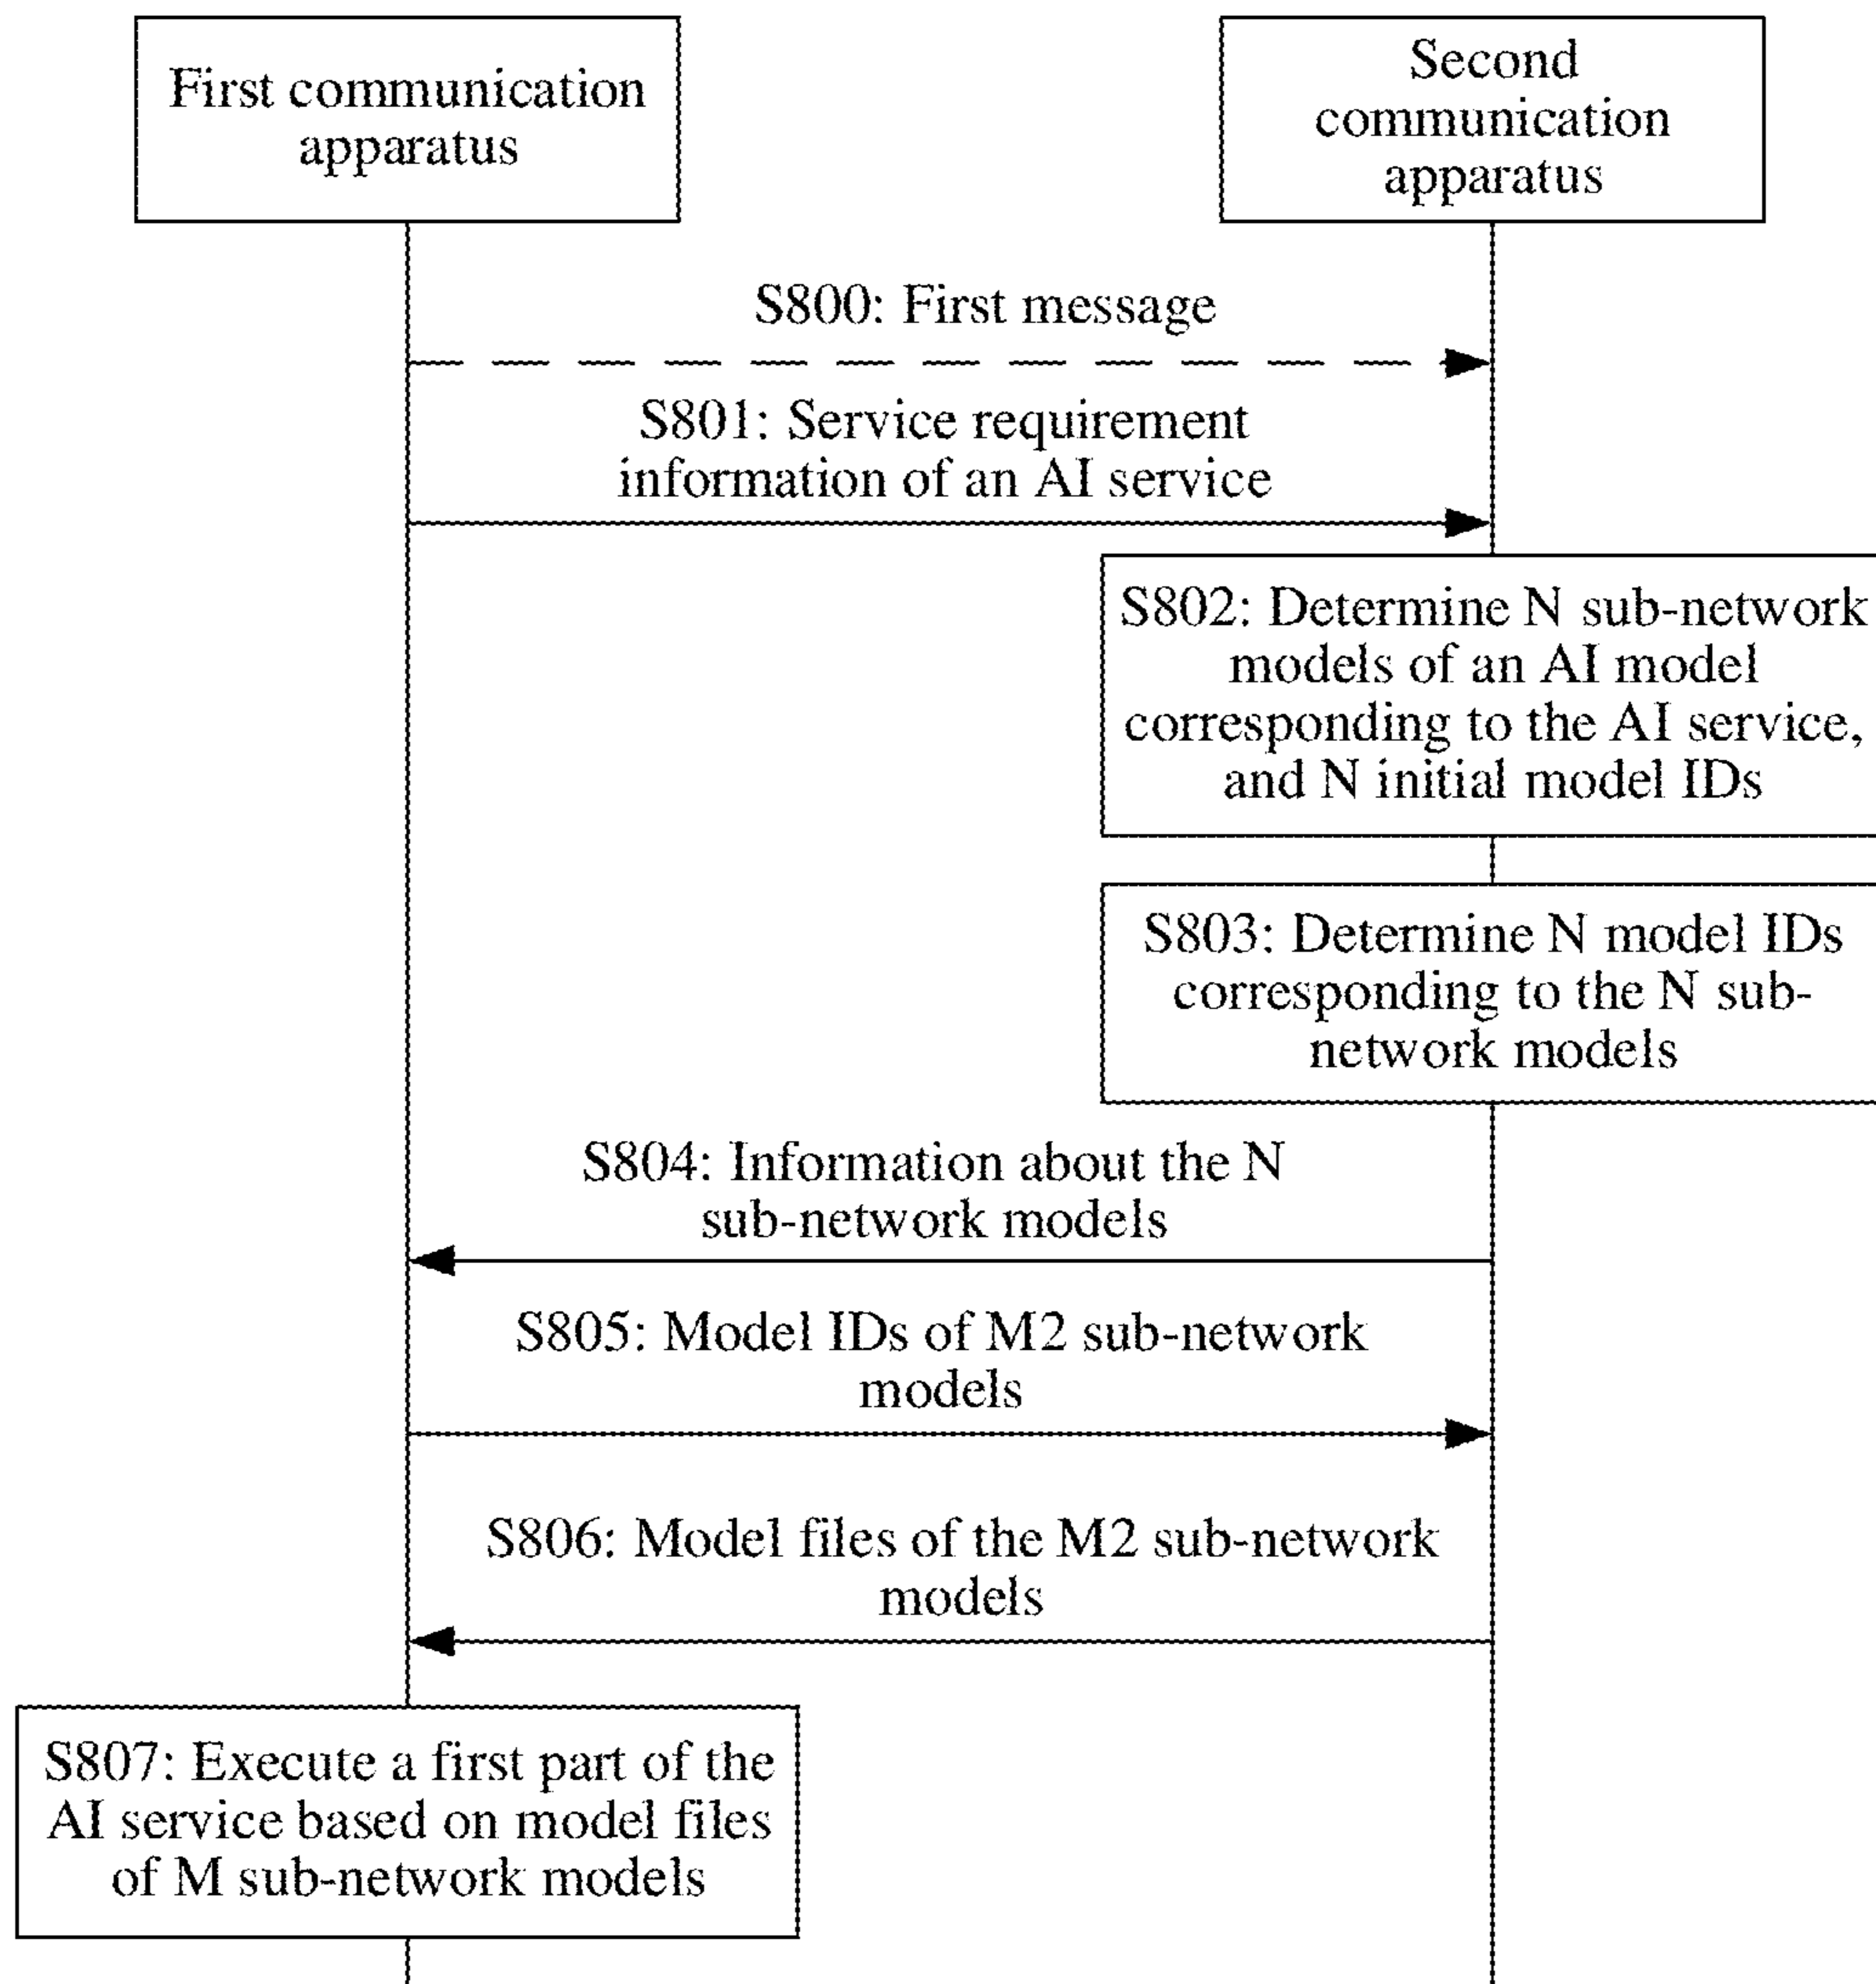 First communication
apparatus
Second
communication
apparatus
S800: First message
S801: Service requirement
information of an AI service
S802: Determine N sub-network
models of an AI model
corresponding to the AI service,
and N initial model IDs
S803: Determine N model IDs
corresponding to the N sub-
network models
S804: Information about the N
sub-network models
S805: Model IDs of M2 sub-network
models
S806: Model files of the M2 sub-network
models
S807: Execute a first part of the
AI service based on model files
of M sub-network models